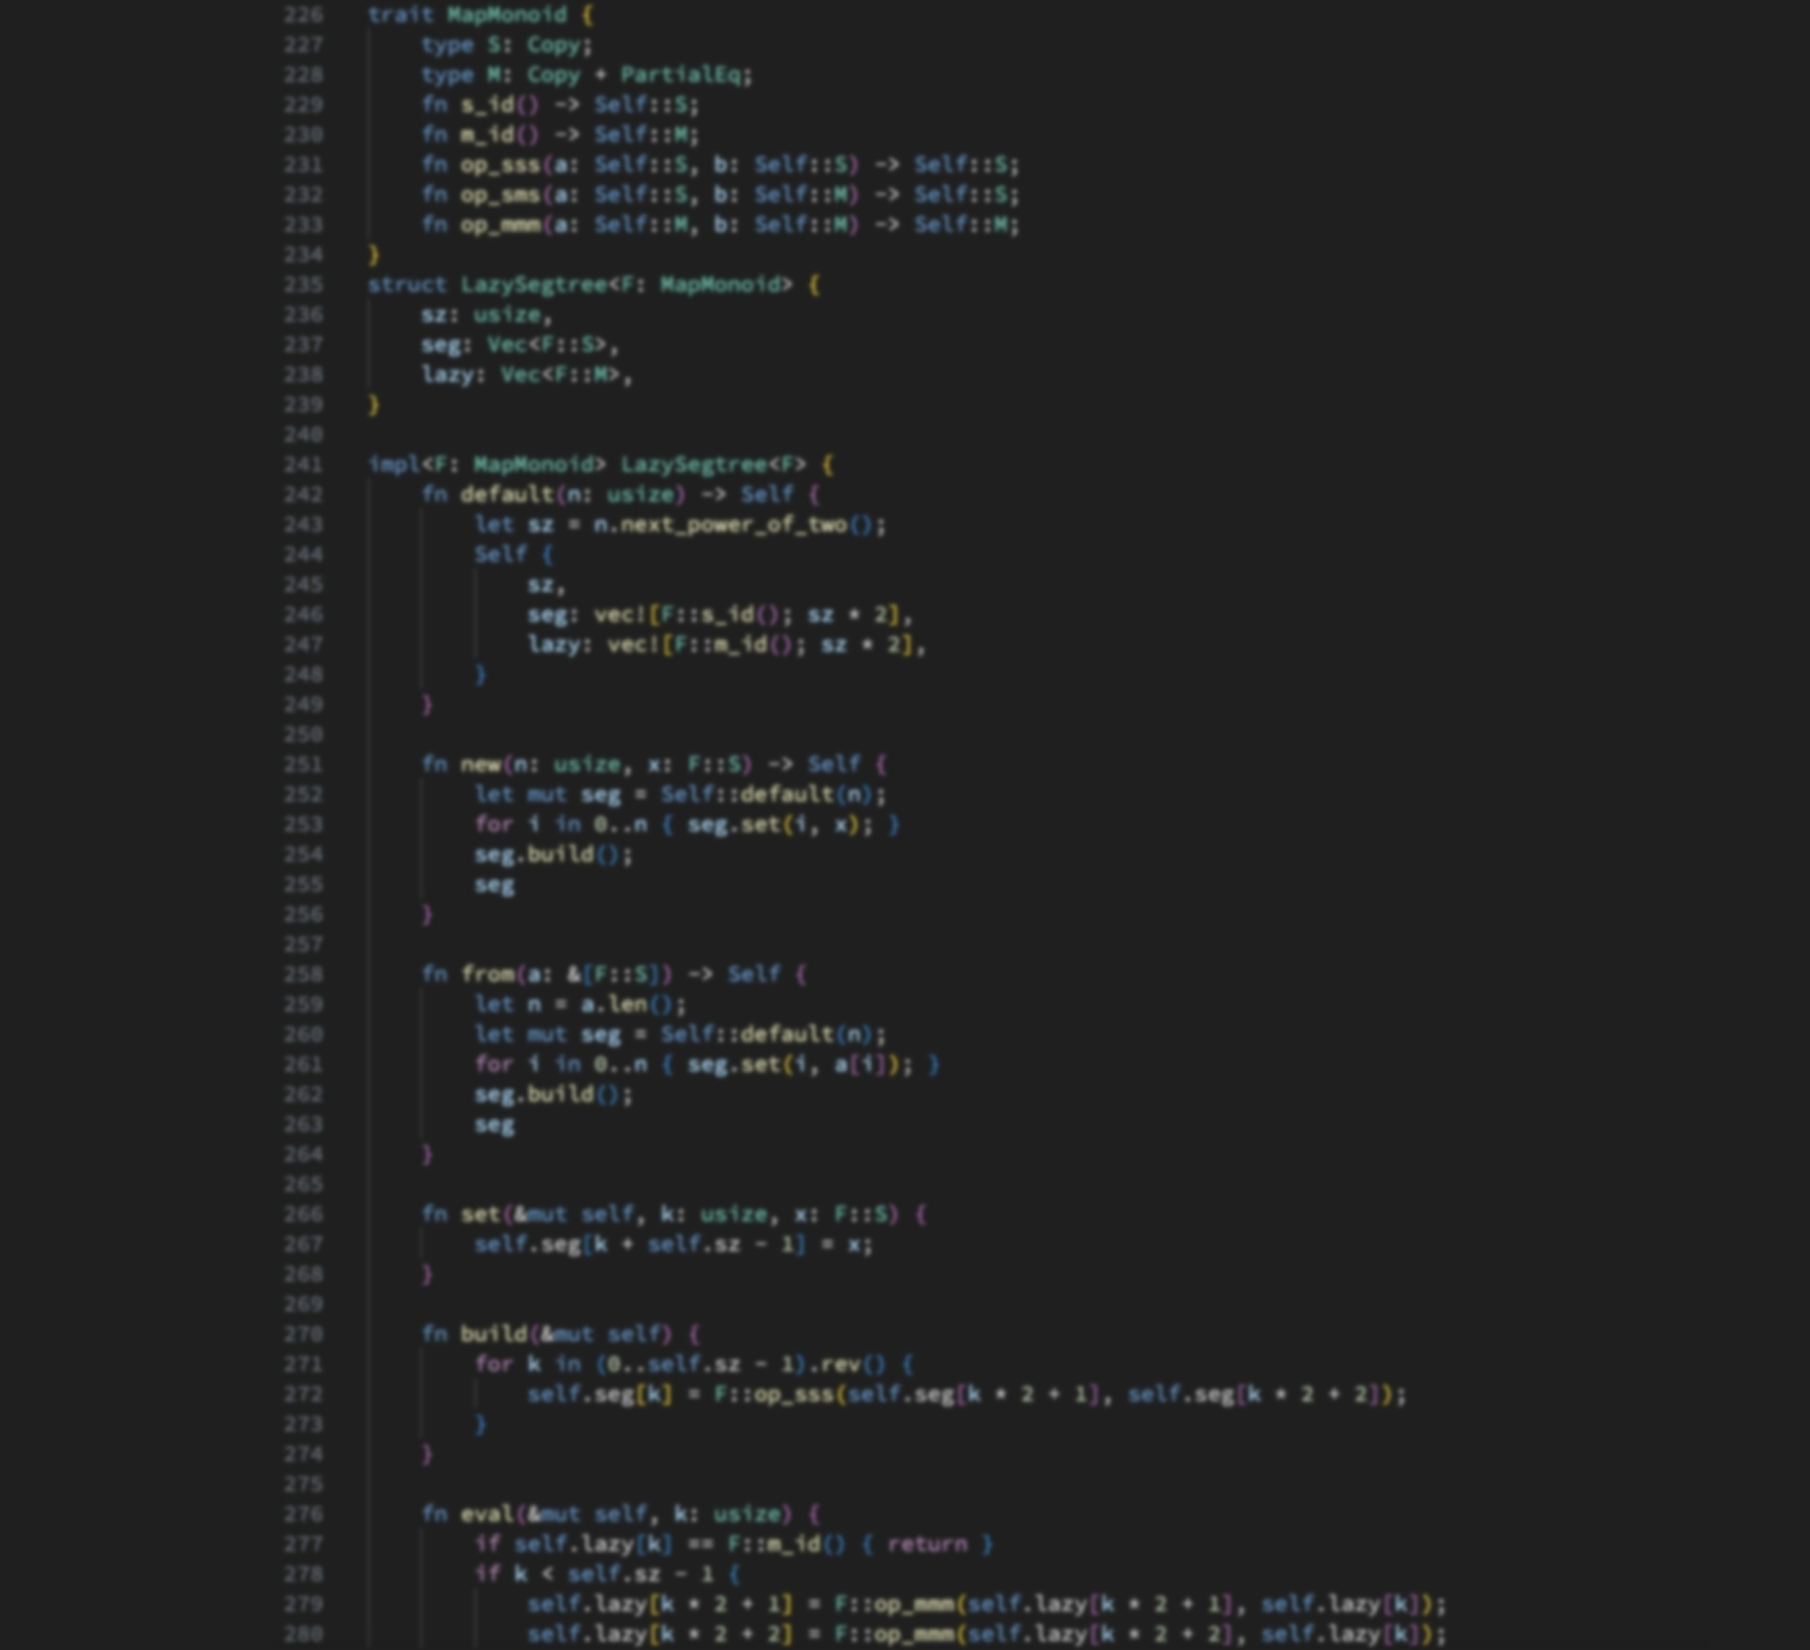 226 trait MapMonoid {
227     type S: Copy;
228     type M: Copy + PartialEq;
229     fn s_id() -> Self::S;
230     fn m_id() -> Self::M;
231     fn op_sss(a: Self::S, b: Self::S) -> Self::S;
232     fn op_sms(a: Self::S, b: Self::M) -> Self::S;
233     fn op_mmm(a: Self::M, b: Self::M) -> Self::M;
234 }
235 struct LazySegtree<F: MapMonoid> {
236     sz: usize,
237     seg: Vec<F::S>,
238     lazy: Vec<F::M>,
239 }
240
241 impl<F: MapMonoid> LazySegtree<F> {
242     fn default(n: usize) -> Self {
243         let sz = n.next_power_of_two();
244         Self {
245             sz,
246             seg: vec![F::s_id(); sz * 2],
247             lazy: vec![F::m_id(); sz * 2],
248         }
249     }
250
251     fn new(n: usize, x: F::S) -> Self {
252         let mut seg = Self::default(n);
253         for i in 0..n { seg.set(i, x); }
254         seg.build();
255         seg
256     }
257
258     fn from(a: &[F::S]) -> Self {
259         let n = a.len();
260         let mut seg = Self::default(n);
261         for i in 0..n { seg.set(i, a[i]); }
262         seg.build();
263         seg
264     }
265
266     fn set(&mut self, k: usize, x: F::S) {
267         self.seg[k + self.sz - 1] = x;
268     }
269
270     fn build(&mut self) {
271         for k in (0..self.sz - 1).rev() {
272             self.seg[k] = F::op_sss(self.seg[k * 2 + 1], self.seg[k * 2 + 2]);
273         }
274     }
275
276     fn eval(&mut self, k: usize) {
277         if self.lazy[k] == F::m_id() { return }
278         if k < self.sz - 1 {
279             self.lazy[k * 2 + 1] = F::op_mmm(self.lazy[k * 2 + 1], self.lazy[k]);
280             self.lazy[k * 2 + 2] = F::op_mmm(self.lazy[k * 2 + 2], self.lazy[k]);